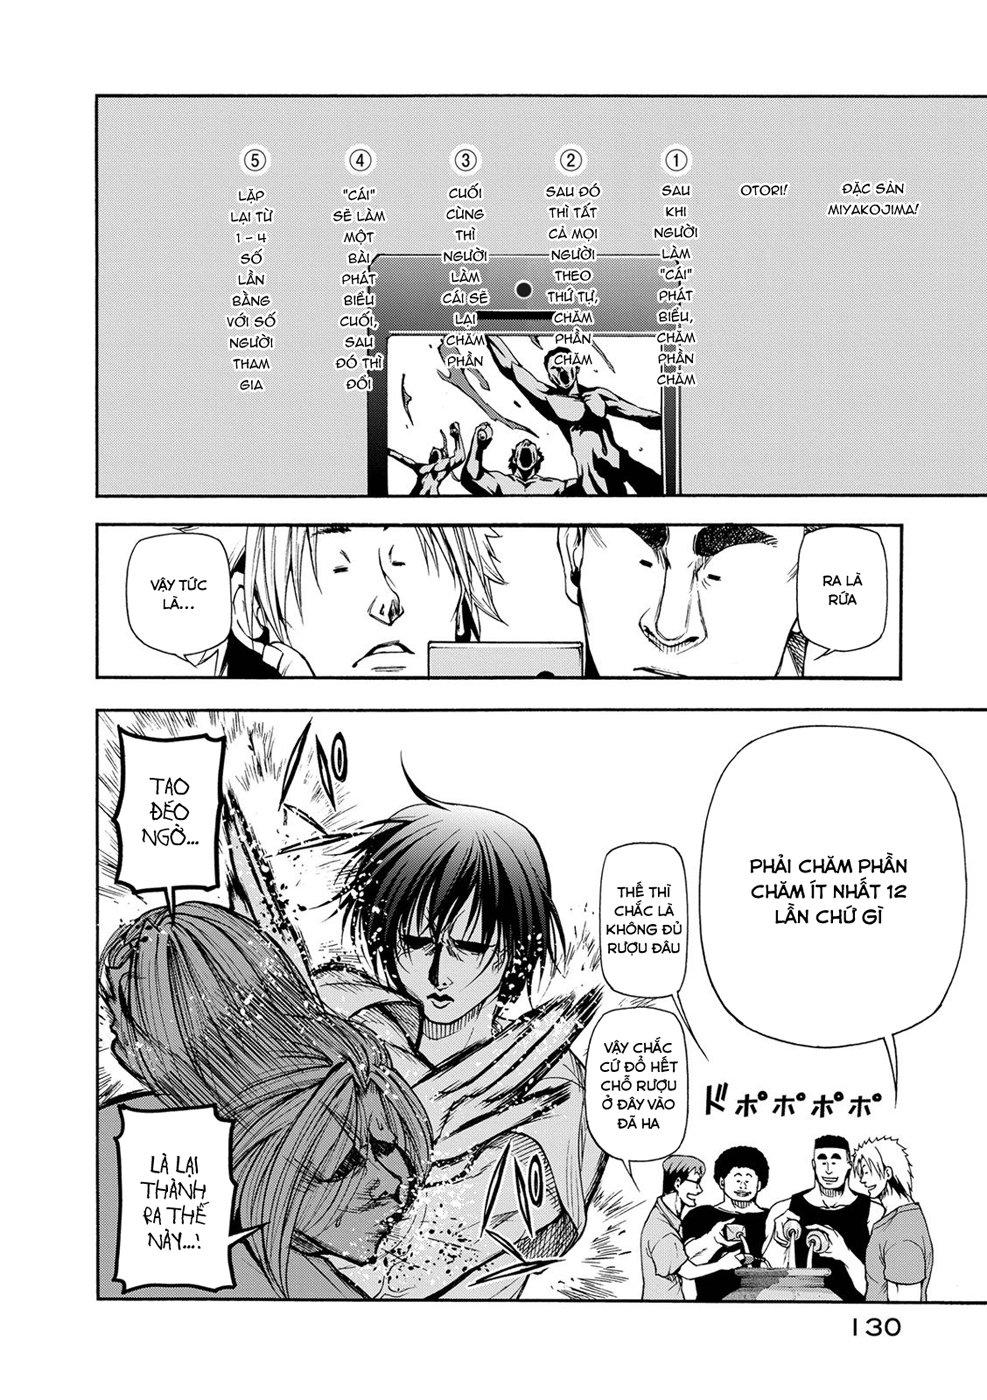 ĐẶC SẢN
MIYAKOJIMA!
OTORI!
①
SAU
KHI
NGƯỜI
LÀM
"CÁI"
PHÁT
BIỂU,
CHĂM
PHẦN
CHĂM
②
SAU ĐÓ
THÌ TẤT
CẢ MỌI
NGƯỜI
THEO
THỨ TỰ,
CHĂM
PHẦN
CHĂM
③
CUỐI
CÙNG
THÌ
NGƯỜI
LÀM
CÁI SẼ
LẠI
CHĂM
PHẦN
④
"CÁI"
SẼ LÀM
MỘT
BÀI
PHÁT
BIỂU
CUỐI,
SAU
ĐÓ THÌ
ĐỔI
⑤
LẶP
LẠI TỪ
1 – 4
SỐ
LẦN
BẰNG
VỚI SỐ
NGƯỜI
THAM
GIA
RA LÀ
RỨA
VẬY TỨC
LÀ...
PHẢI CHĂM PHẦN
CHĂM ÍT NHẤT 12
LẦN CHỨ GÌ
THẾ THÌ
CHẮC LÀ
KHÔNG ĐỦ
RƯỢU ĐÂU
VẬY CHẮC
CỨ ĐỔ HẾT
CHỖ RƯỢU
Ở ĐÂY VÀO
ĐÃ HA
ドポポポポ
TAO
ĐẾO
NGỜ...
LÀ LẠI
THÀNH
RA THẾ
NÀY...!
130